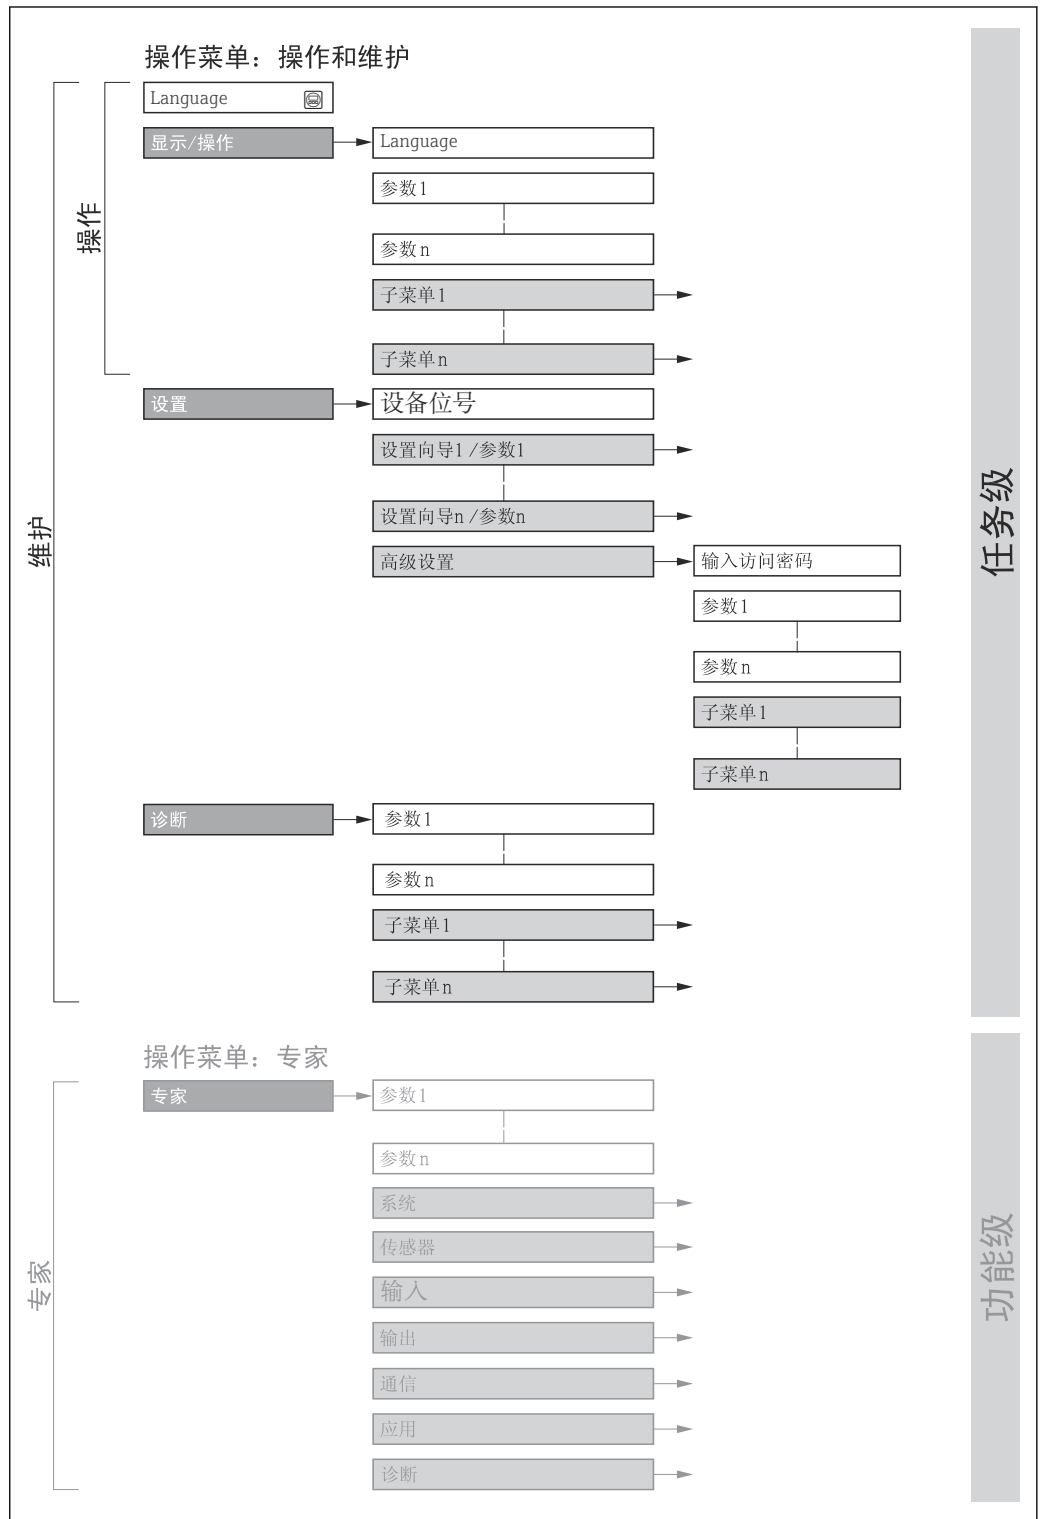 操作菜单：操作和维护
Language
显示/操作
Language
参数1
操作
参数n
子菜单1
子菜单n
设置
设备位号
设置向导1 /参数1
任务级
设置向导n /参数n
维护
高级设置
输入访问密码
参数1
参数n
子菜单1
子菜单n
诊断
参数1
参数n
子菜单1
子菜单n
操作菜单：专家
专家
参数1
参数n
系统
传感器
专家
功能级
输入
输出
通信
应用
诊断